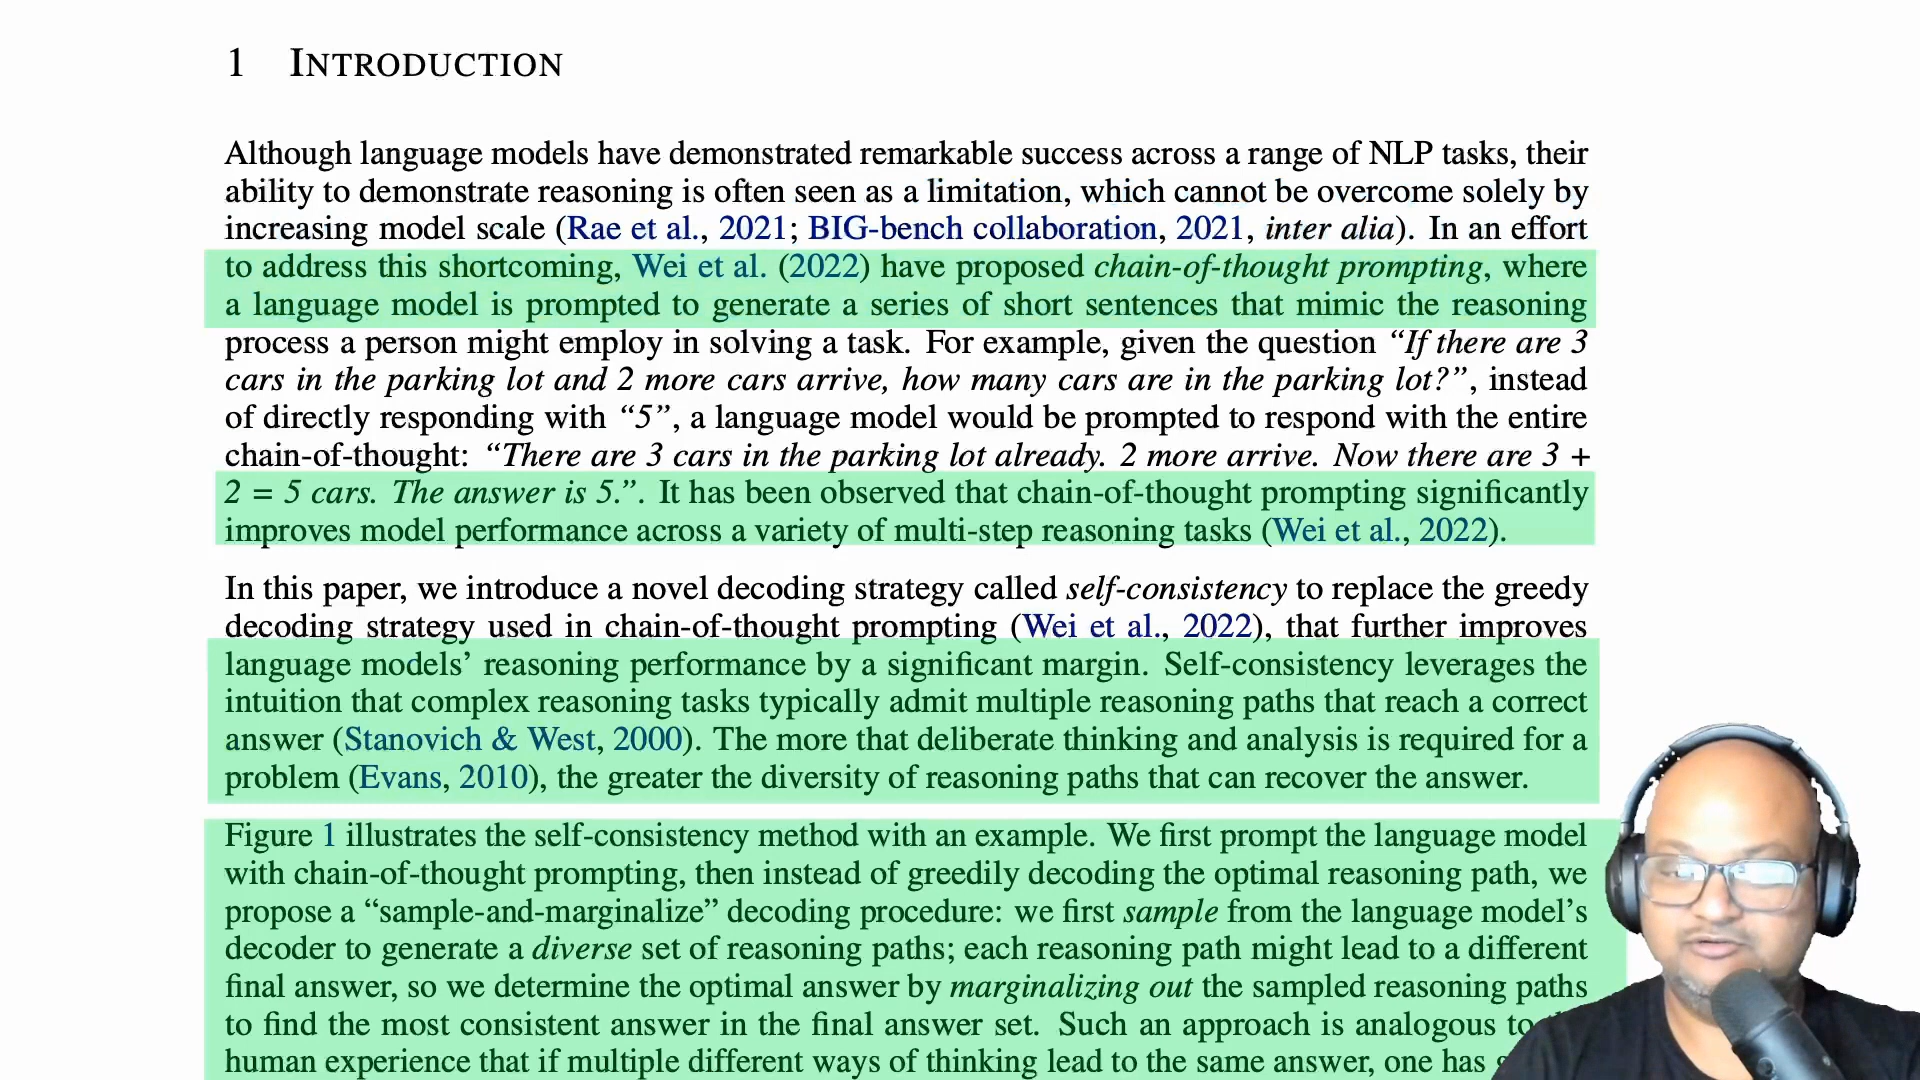 1 INTRODUCTION
Although language models have demonstrated remarkable success across a range of NLP tasks, their
ability to demonstrate reasoning is often seen as a limitation, which cannot be overcome solely by
increasing model scale (Rae et al., 2021; BIG-bench collaboration, 2021, inter alia). In an effort
to address this shortcoming, Wei et al. (2022) have proposed chain-of-thought prompting, where
a language model is prompted to generate a series of short sentences that mimic the reasoning
process a person might employ in solving a task. For example, given the question “If there are 3
cars in the parking lot and 2 more cars arrive, how many cars are in the parking lot?”, instead
of directly responding with “5”, a language model would be prompted to respond with the entire
chain-of-thought: “There are 3 cars in the parking lot already. 2 more arrive. Now there are 3 +
2 = 5 cars. The answer is 5.”. It has been observed that chain-of-thought prompting significantly
improves model performance across a variety of multi-step reasoning tasks (Wei et al., 2022).
In this paper, we introduce a novel decoding strategy called self-consistency to replace the greedy
decoding strategy used in chain-of-thought prompting (Wei et al., 2022), that further improves
language models’ reasoning performance by a significant margin. Self-consistency leverages the
intuition that complex reasoning tasks typically admit multiple reasoning paths that reach a correct
answer (Stanovich & West, 2000). The more that deliberate thinking and analysis is required for a
problem (Evans, 2010), the greater the diversity of reasoning paths that can recover the answer.
Figure 1 illustrates the self-consistency method with an example. We first prompt the language model
with chain-of-thought prompting, then instead of greedily decoding the optimal reasoning path, we
propose a “sample-and-marginalize” decoding procedure: we first sample from the language model’s
decoder to generate a diverse set of reasoning paths; each reasoning path might lead to a different
final answer, so we determine the optimal answer by marginalizing out the sampled reasoning paths
to find the most consistent answer in the final answer set. Such an approach is analogous to
human experience that if multiple different ways of thinking lead to the same answer, one has